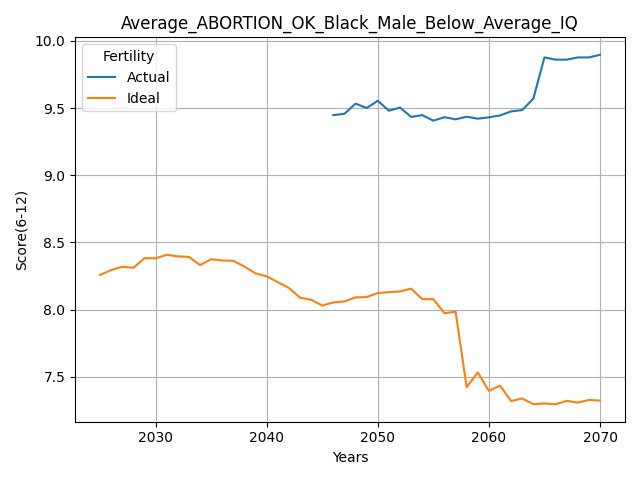 Average_ABORTION_OK_Black_Male_Below_Average_IQ
Fertility
Actual
Ideal
10.0
9.5
9.0
8.5
8.0
7.5
Score(6-12)
2030 2040 2050 2060 2070
Years